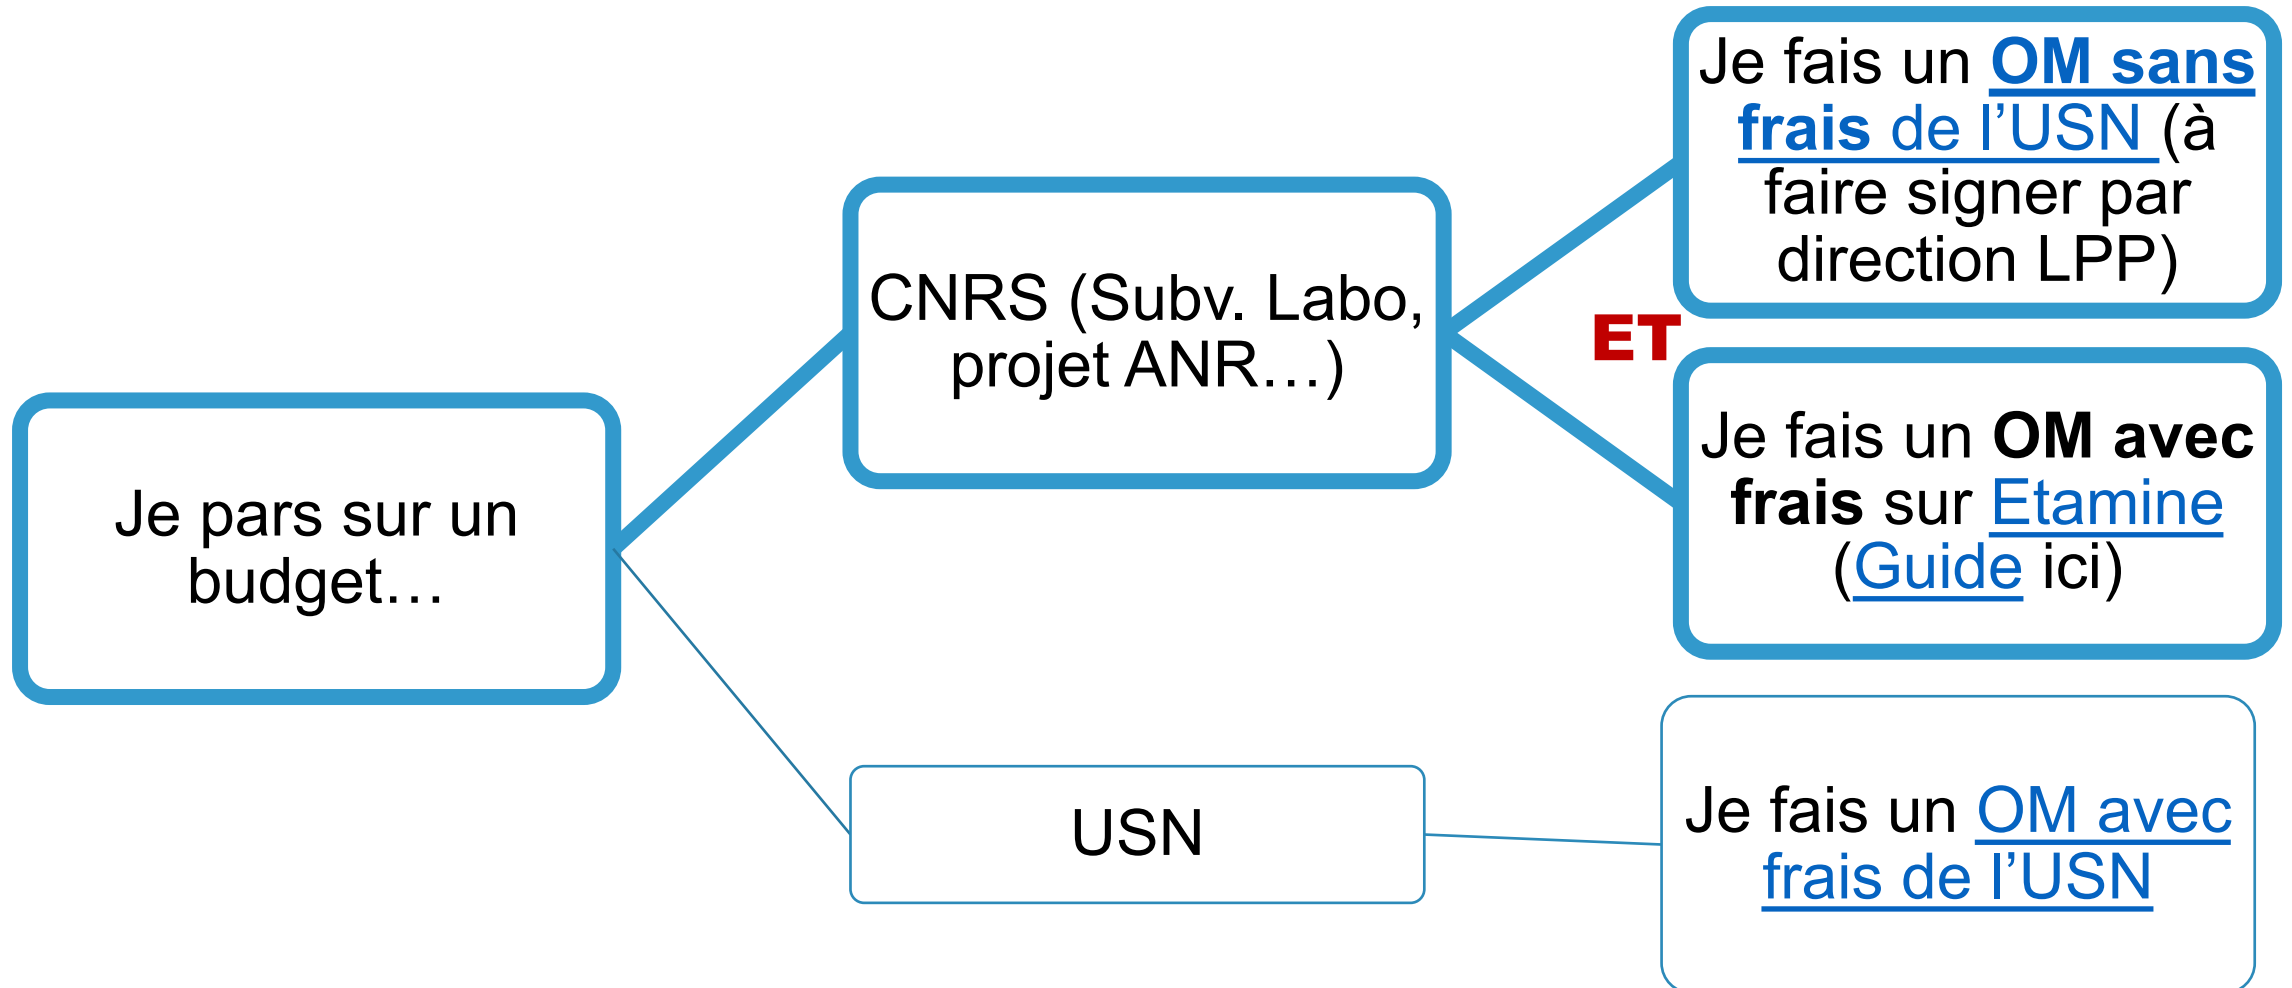 Je pars sur un
budget…
CNRS (Subv. Labo,
projet ANR…)
Je fais un OM sans
frais de l’USN (à
faire signer par
direction LPP)
ET
Je fais un OM avec
frais sur Etamine
(Guide ici)
USN
Je fais un OM avec
frais de l’USN